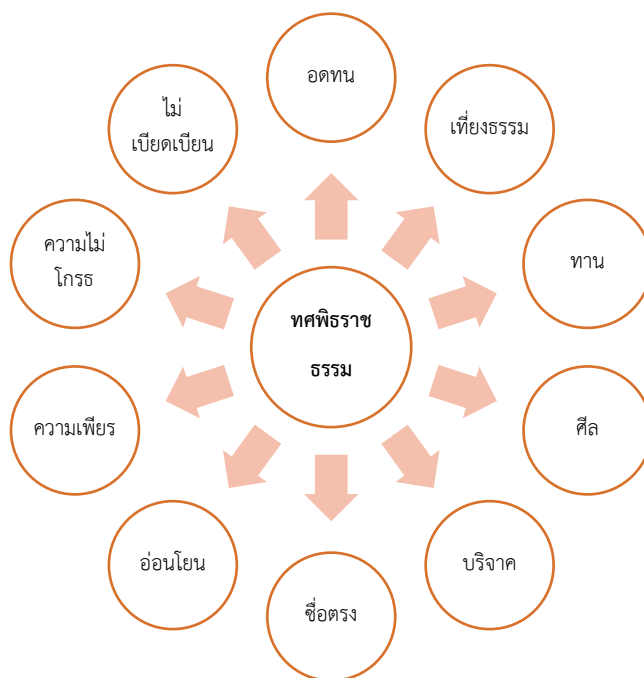 อดทน
เที่ยงธรรม
ทาน
ศีล
บริจาค
ซื่อตรง
อ่อนโยน
ความเพียร
ความไม่
โกรธ
ไม่
เบียดเบียน
ทศพิธราช
ธรรม